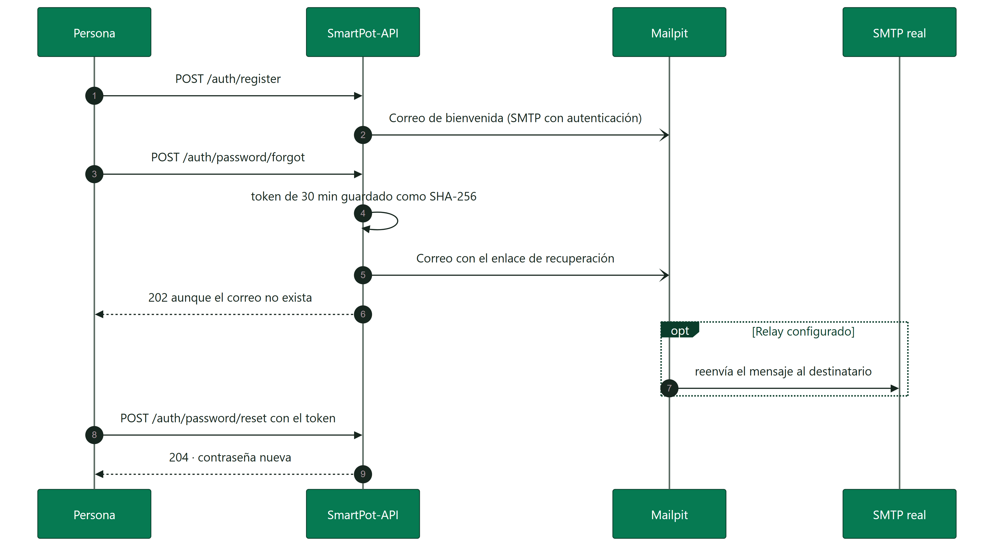 Persona
SmartPot-API
Mailpit
SMTP real
POST /auth/register
1
Correo de bienvenida (SMTP con autenticación)
2
POST /auth/password/forgot
3
token de 30 min guardado como SHA-256
4
Correo con el enlace de recuperación
5
202 aunque el correo no exista
6
opt
[Relay configurado]
reenvía el mensaje al destinatario
7
POST /auth/password/reset con el token
8
204 · contraseña nueva
9
Persona
SmartPot-API
Mailpit
SMTP real